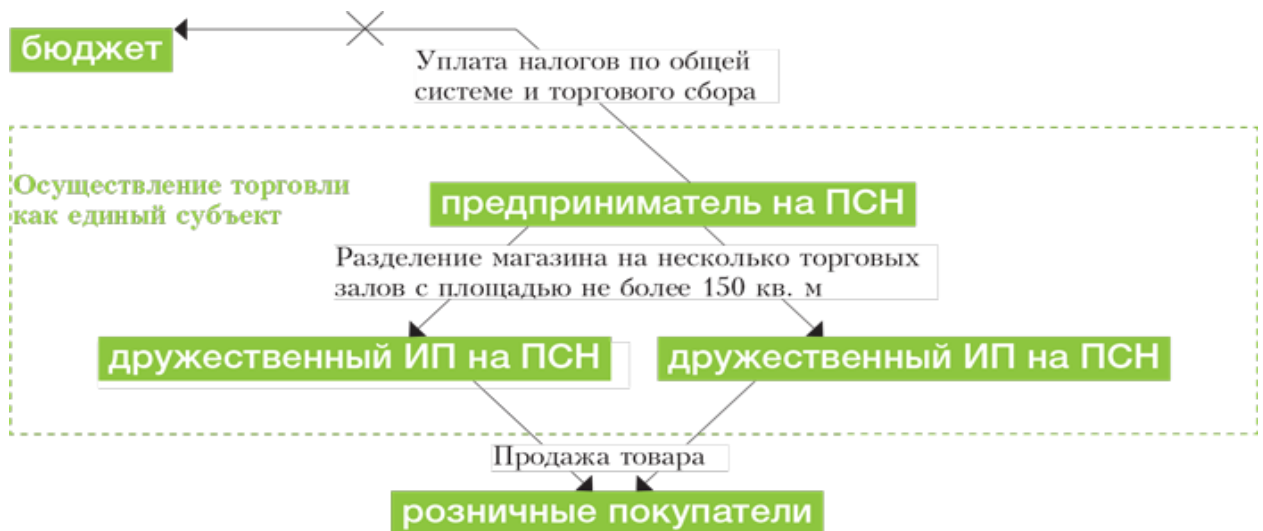 бюджет
Уплата налогов по общей
системе и торгового сбора
Осуществление торговли
как единый субъект
предприниматель на ПСН
Разделение магазина на несколько торговых
залов с площадью не более 150 кв. м
дружественный ИП на ПСН
дружественный ИП на ПСН
Продажа товара
розничные покупатели